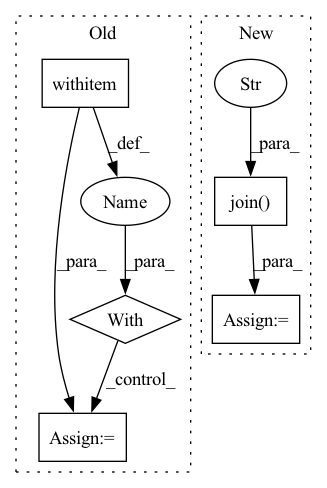 Old
New
withitem
Str
_def_
_para_
Name
join()
_para_
_para_
_para_
With
Assign:=
_control_
Assign:=